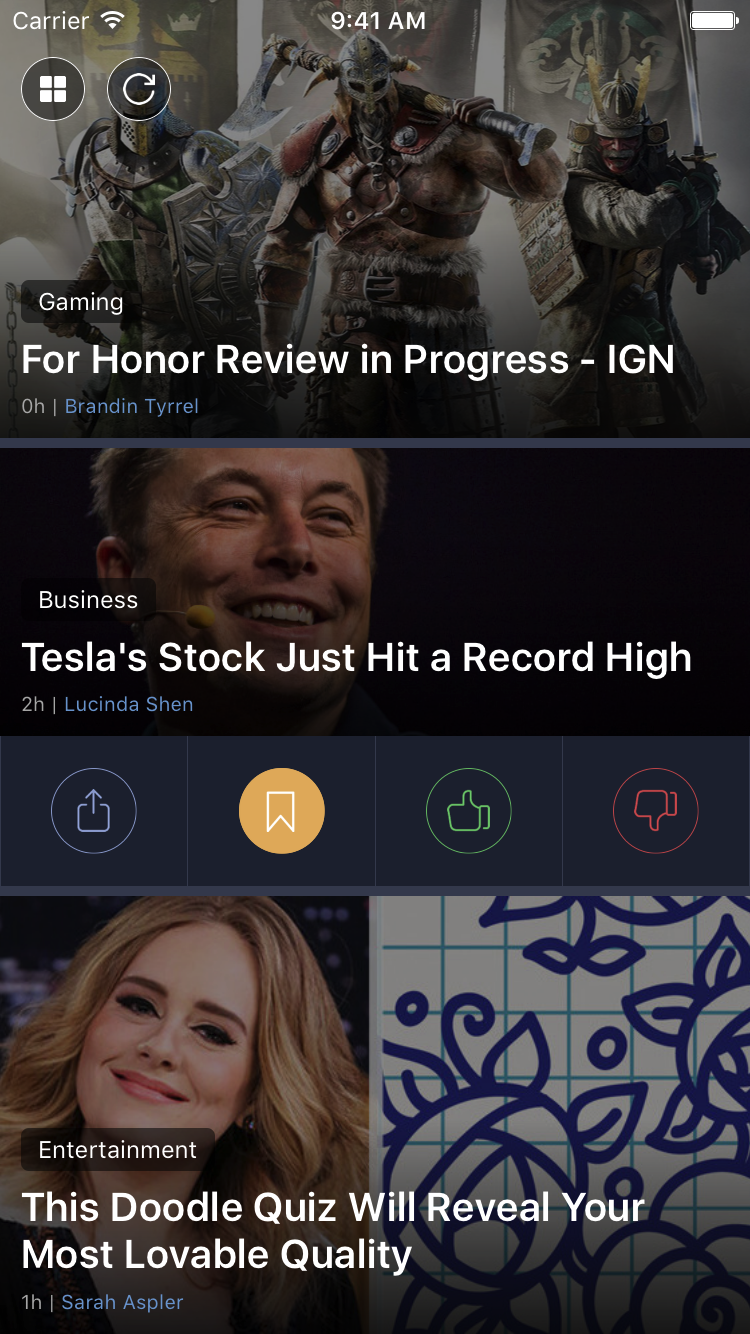 Carrier 9:41 AM
Gaming
For Honor Review in Progress - IGN
0h | Brandin Tyrrel
Business
Tesla's Stock Just Hit a Record High
2h | Lucinda Shen
Entertainment
This Doodle Quiz Will Reveal Your
Most Lovable Quality
1h | Sarah Aspler